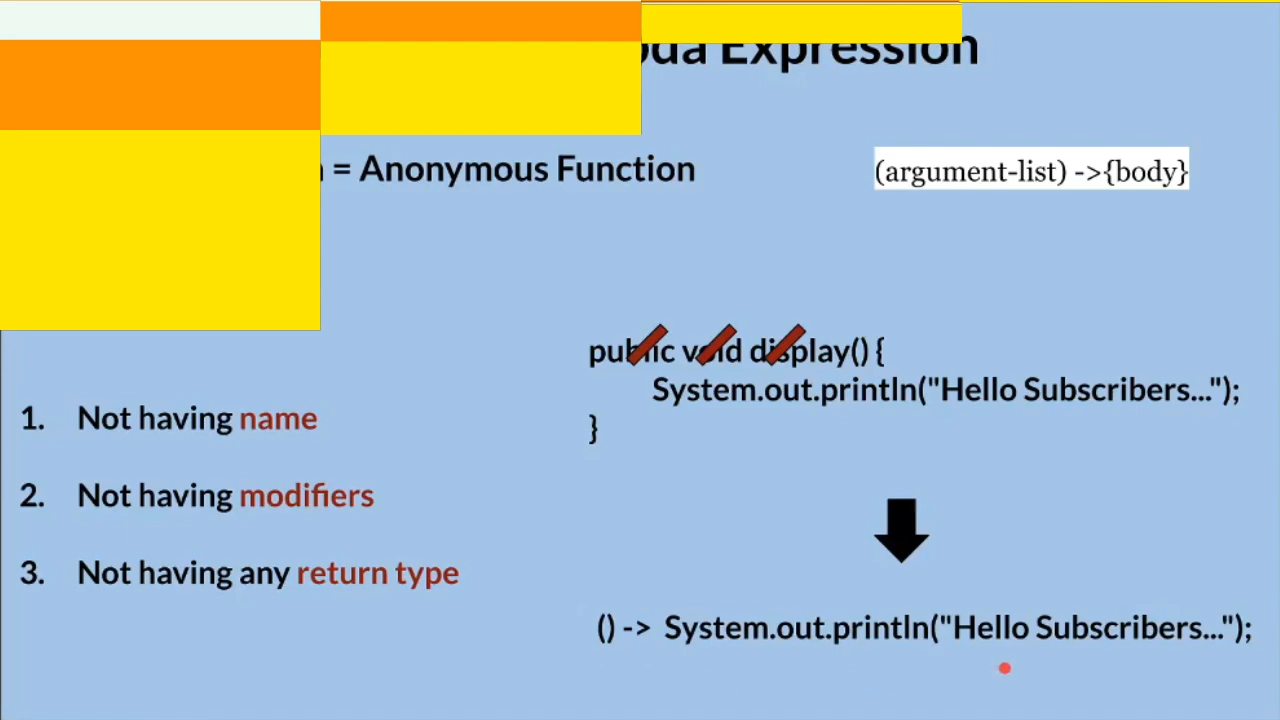 Expression
= Anonymous Function
(argument-list) ->{body}
public void display() {
System.out.println("Hello Subscribers...");
}
1. Not having name
2. Not having modifiers
3. Not having any return type
() -> System.out.println("Hello Subscribers...");